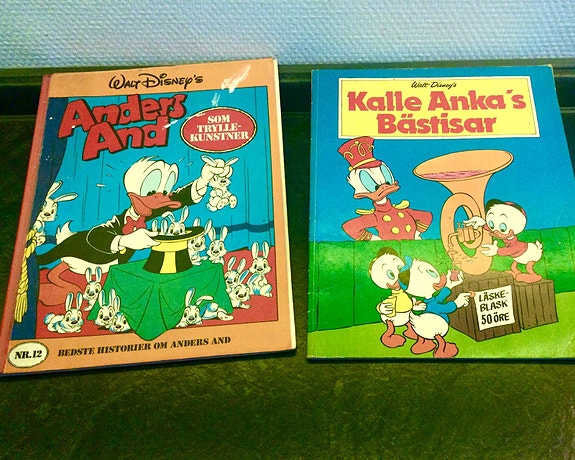 WALT DISNEY'S
Anders
And
SOM
TRYLLE-
KUNSTNER
NR.12
BEDSTE HISTORIER OM ANDERS AND
Walt Disney's
Kalle Anka's
Bästisar
LÄSKE-
BLASK
50 ÖRE